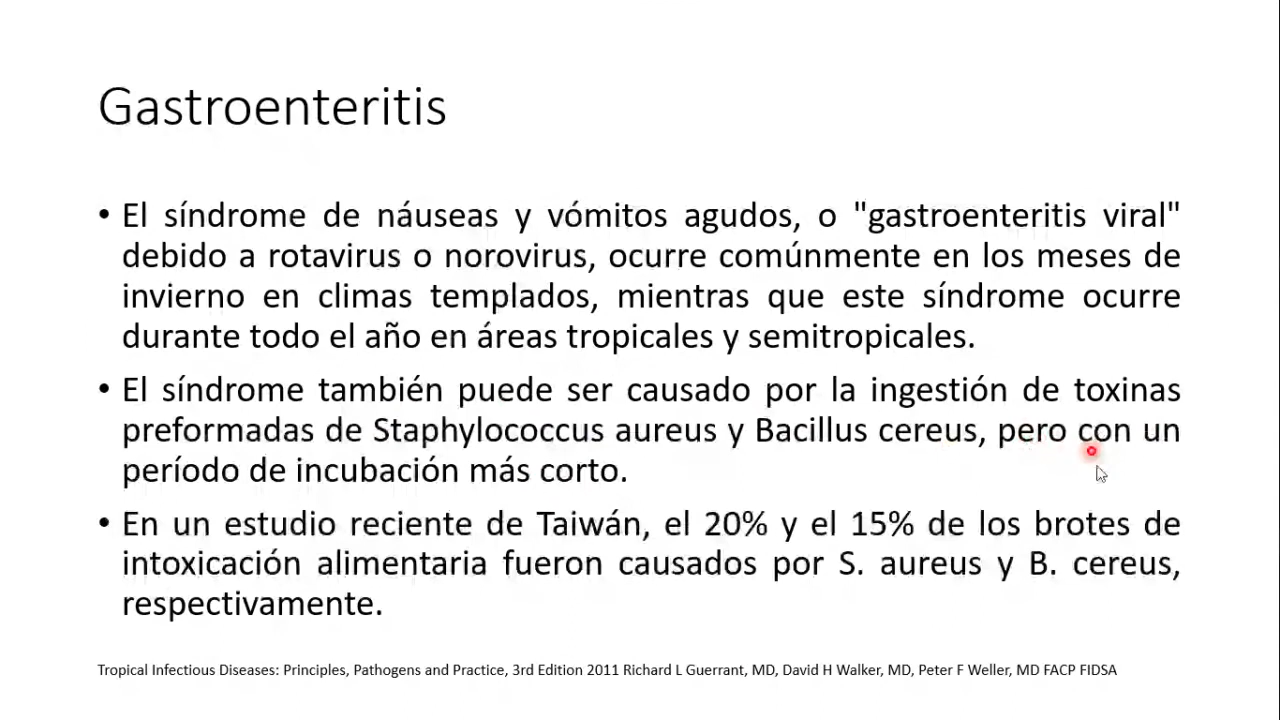 Gastroenteritis
• El síndrome de náuseas y vómitos agudos, o "gastroenteritis viral"
debido a rotavirus o norovirus, ocurre comúnmente en los meses de
invierno en climas templados, mientras que este síndrome ocurre
durante todo el año en áreas tropicales y semitropicales.
• El síndrome también puede ser causado por la ingestión de toxinas
preformadas de Staphylococcus aureus y Bacillus cereus, pero con un
período de incubación más corto.
• En un estudio reciente de Taiwán, el 20% y el 15% de los brotes de
intoxicación alimentaria fueron causados por S. aureus y B. cereus,
respectivamente.
Tropical Infectious Diseases: Principles, Pathogens and Practice, 3rd Edition 2011 Richard L Guerrant, MD, David H Walker, MD, Peter F Weller, MD FACP FIDSA